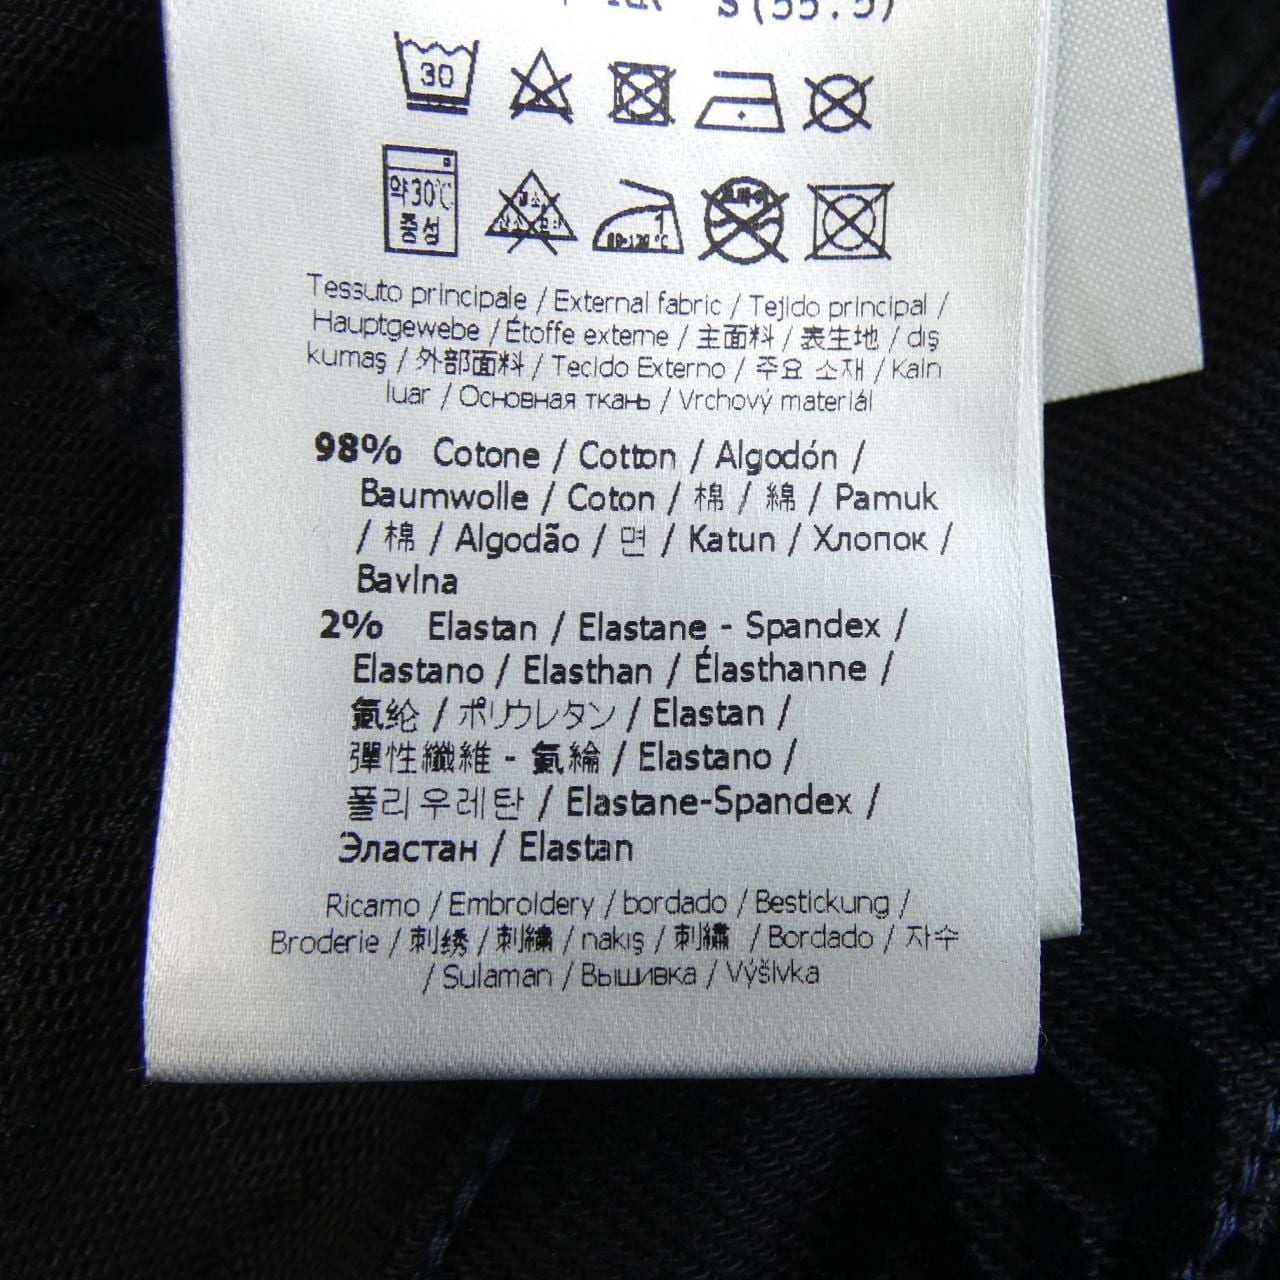 S(55.5)
30
약30℃
중성
Tessuto principale / External fabric / Tejido principal /
Hauptgewebe / Étoffe externe / 主面料 / 表生地 / dış
kumaş / 外部面料 / Tecido Externo / 주요 소재 / Kain
luar / Основная ткань / Vrchový materiál
98% Cotone / Cotton / Algodón /
Baumwolle / Coton / 棉 / 綿 / Pamuk
/ 棉 / Algodão / 면 / Katun / Хлопок /
Bavlna
2% Elastan / Elastane - Spandex /
Elastano / Elasthan / Élasthanne /
氨纶 / ポリウレタン / Elastan /
彈性纖維 - 氨綸 / Elastano /
폴리우레탄 / Elastane-Spandex /
Эластан / Elastan
Ricamo / Embroidery / bordado / Bestickung /
Broderie / 刺绣 / 刺繍 / nakış / 刺繡 / Bordado / 자수
/ Sulaman / Вышивка / Výšivka